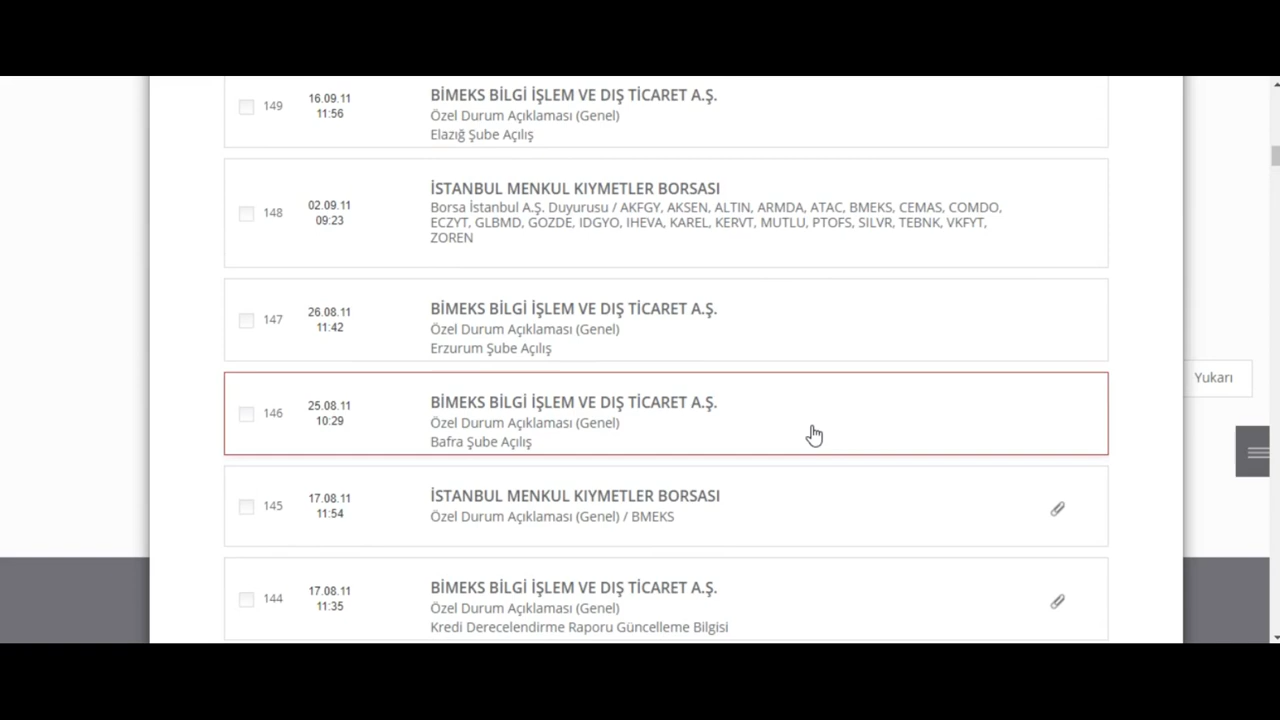 149
16.09.11
11:56
BİMEKS BİLGİ İŞLEM VE DIŞ TİCARET A.Ş.
Özel Durum Açıklaması (Genel)
Elazığ Şube Açılış
148
02.09.11
09:23
İSTANBUL MENKUL KIYMETLER BORSASI
Borsa İstanbul A.Ş. Duyurusu / AKFGY, AKSEN, ALTIN, ARMDA, ATAC, BMEKS, CEMAS, COMDO,
ECZYT, GLBMD, GOZDE, IDGYO, IHEVA, KAREL, KERVT, MUTLU, PTOFS, SILVR, TEBNK, VKFYT,
ZOREN
147
26.08.11
11:42
BİMEKS BİLGİ İŞLEM VE DIŞ TİCARET A.Ş.
Özel Durum Açıklaması (Genel)
Erzurum Şube Açılış
Yukarı
146
25.08.11
10:29
BİMEKS BİLGİ İŞLEM VE DIŞ TİCARET A.Ş.
Özel Durum Açıklaması (Genel)
Bafra Şube Açılış
145
17.08.11
11:54
İSTANBUL MENKUL KIYMETLER BORSASI
Özel Durum Açıklaması (Genel) / BMEKS
144
17.08.11
11:35
BİMEKS BİLGİ İŞLEM VE DIŞ TİCARET A.Ş.
Özel Durum Açıklaması (Genel)
Kredi Derecelendirme Raporu Güncelleme Bilgisi